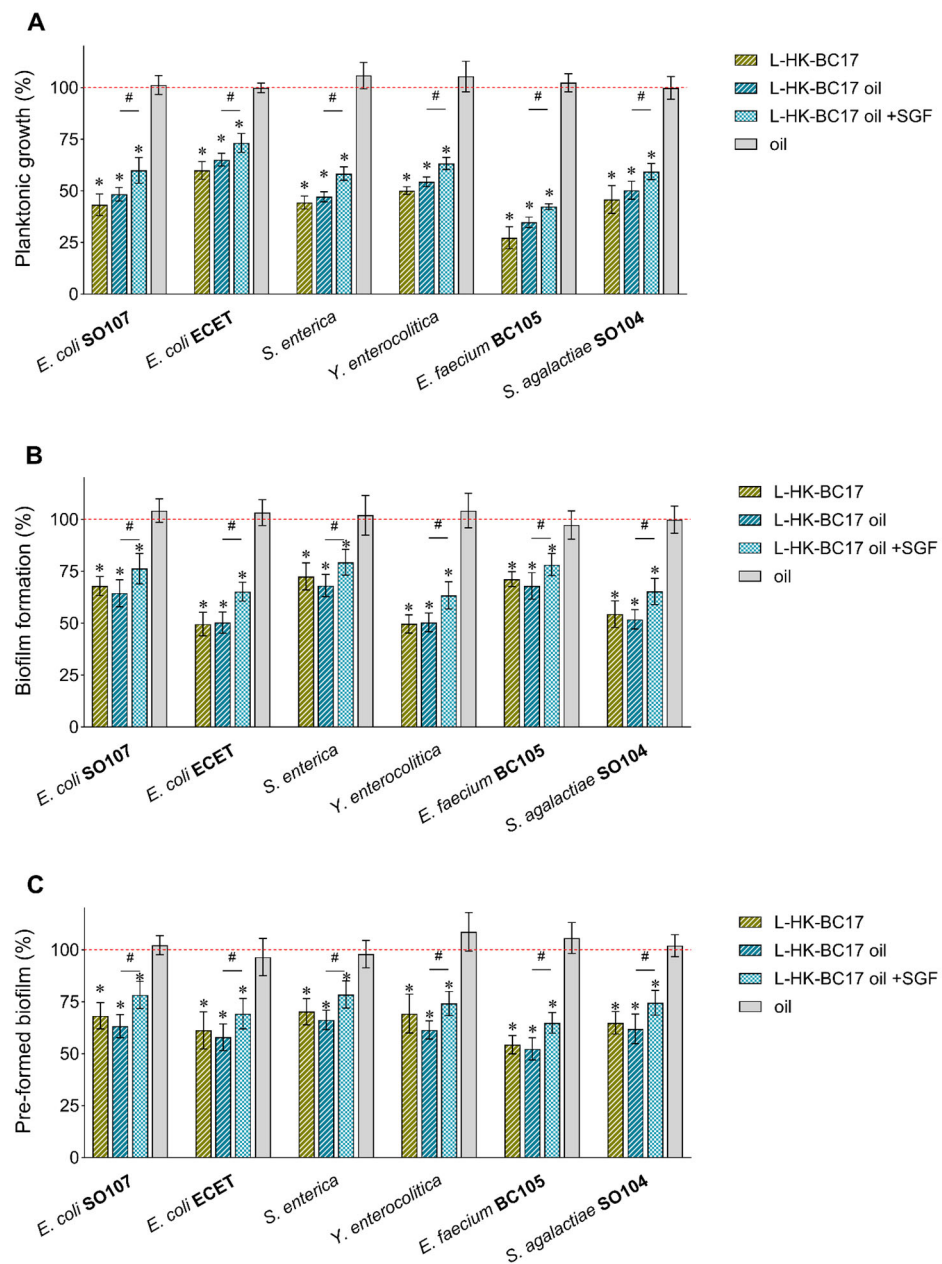 A
Planktonic growth (%)
100
75
50
25
0
# # # # # #
* * * * * * * * * * * * * * * * * *
E. coli SO107
E. coli ECET
S. enterica
Y. enterocolitica
E. faecium BC105
S. agalactiae SO104
L-HK-BC17
L-HK-BC17 oil
L-HK-BC17 oil +SGF
oil
B
Biofilm formation (%)
100
75
50
25
0
# # # # # #
* * * * * * * * * * * * * * * * * *
E. coli SO107
E. coli ECET
S. enterica
Y. enterocolitica
E. faecium BC105
S. agalactiae SO104
L-HK-BC17
L-HK-BC17 oil
L-HK-BC17 oil +SGF
oil
C
Pre-formed biofilm (%)
100
75
50
25
0
# # # # # #
* * * * * * * * * * * * * * * * * *
E. coli SO107
E. coli ECET
S. enterica
Y. enterocolitica
E. faecium BC105
S. agalactiae SO104
L-HK-BC17
L-HK-BC17 oil
L-HK-BC17 oil +SGF
oil